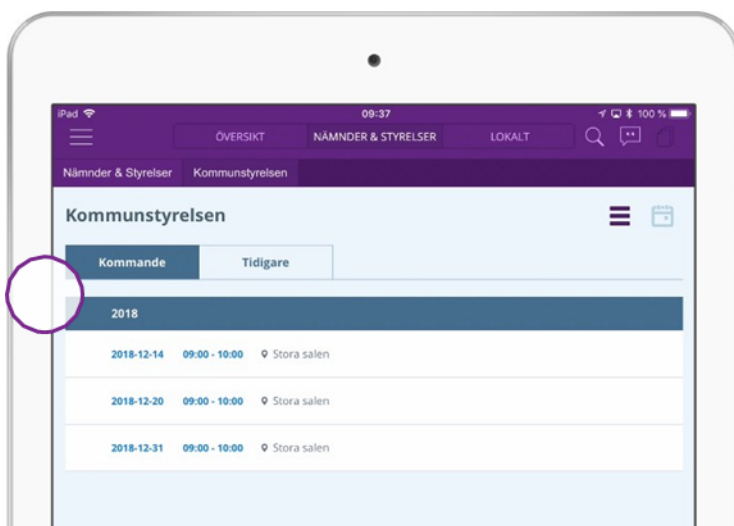 iPad 09:37 100 %
ÖVERSIKT NÄMNDER & STYRELSER LOKALT
Nämnder & Styrelser Kommunstyrelsen
Kommunstyrelsen
Kommande Tidigare
2018
2018-12-14 09:00 - 10:00 Stora salen
2018-12-20 09:00 - 10:00 Stora salen
2018-12-31 09:00 - 10:00 Stora salen